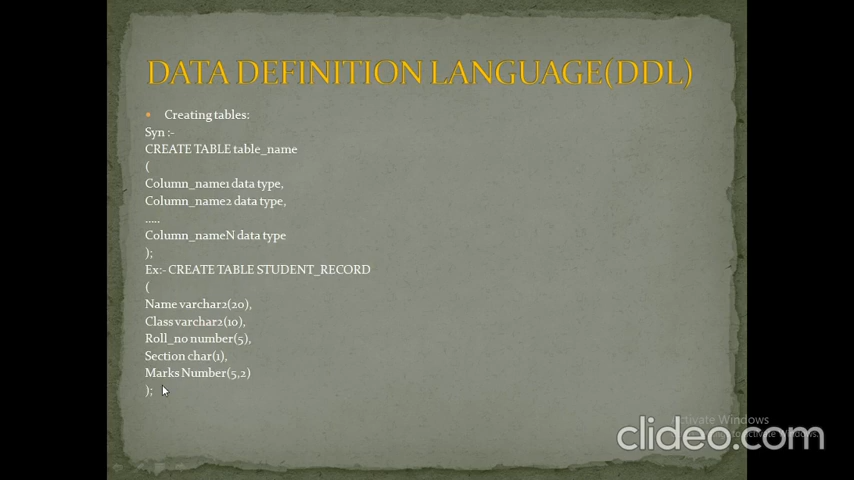 DATA DEFINITION LANGUAGE(DDL)
• Creating tables:
Syn :-
CREATE TABLE table_name
(
Column_name1 data type,
Column_name2 data type,
.....
Column_nameN data type
);
Ex:- CREATE TABLE STUDENT_RECORD
(
Name varchar2(20),
Class varchar2(10),
Roll_no number(5),
Section char(1),
Marks Number(5,2)
);
Activate Windows
clideo.com